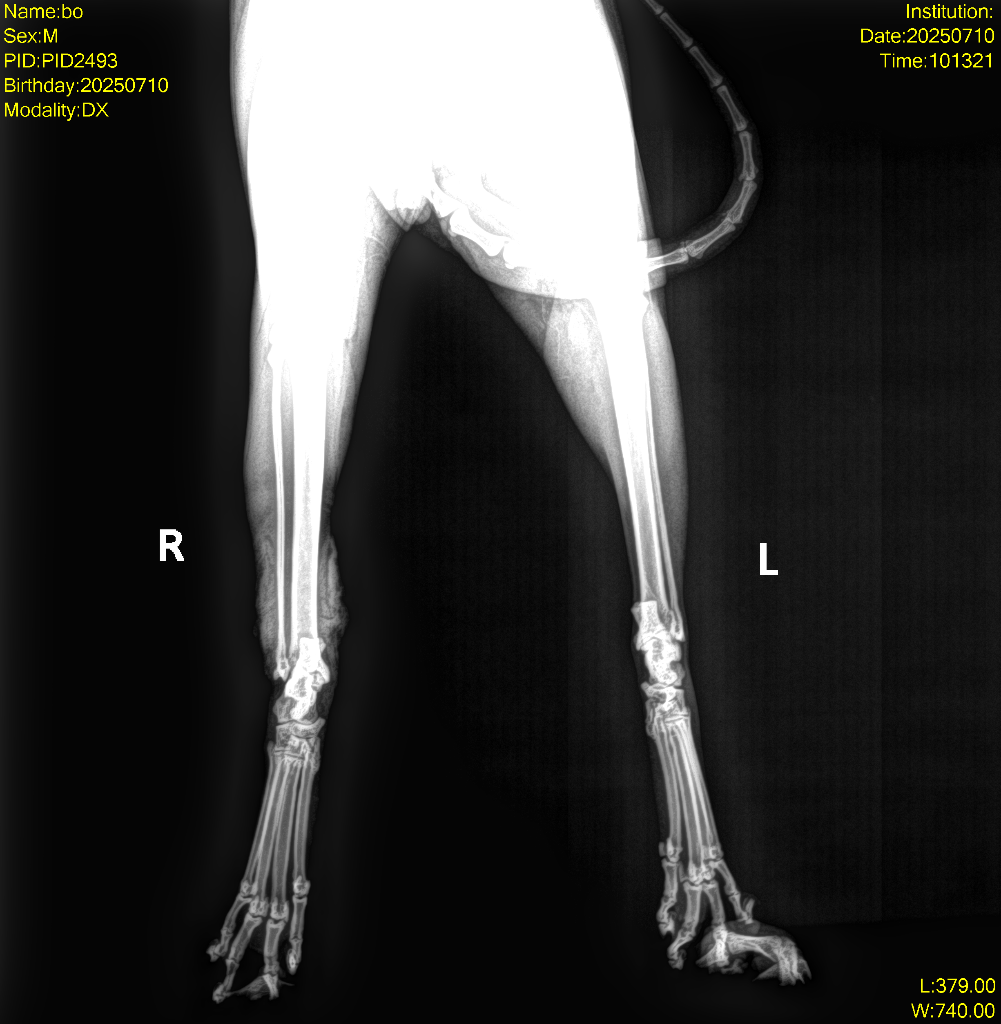 Name:bo
Sex:M
PID:PID2493
Birthday:20250710
Modality:DX
Institution:
Date:20250710
Time:101321
R
L
L:379.00
W:740.00